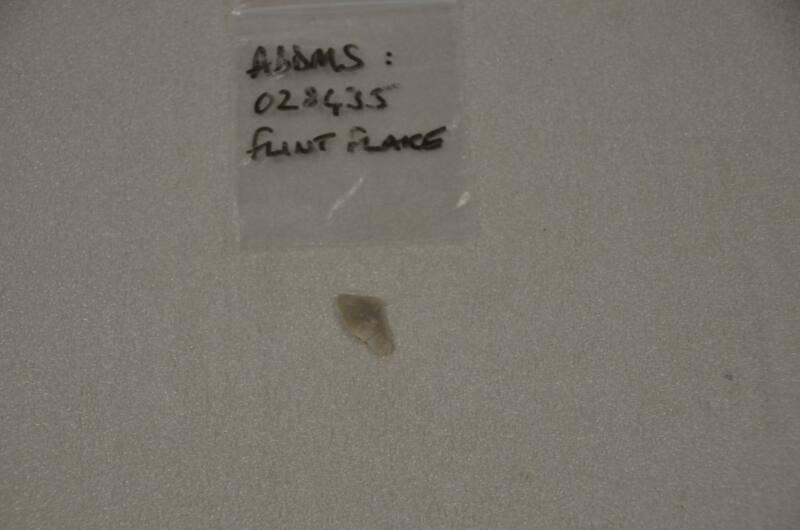 ABDMS :
028435
FLINT FLAKE